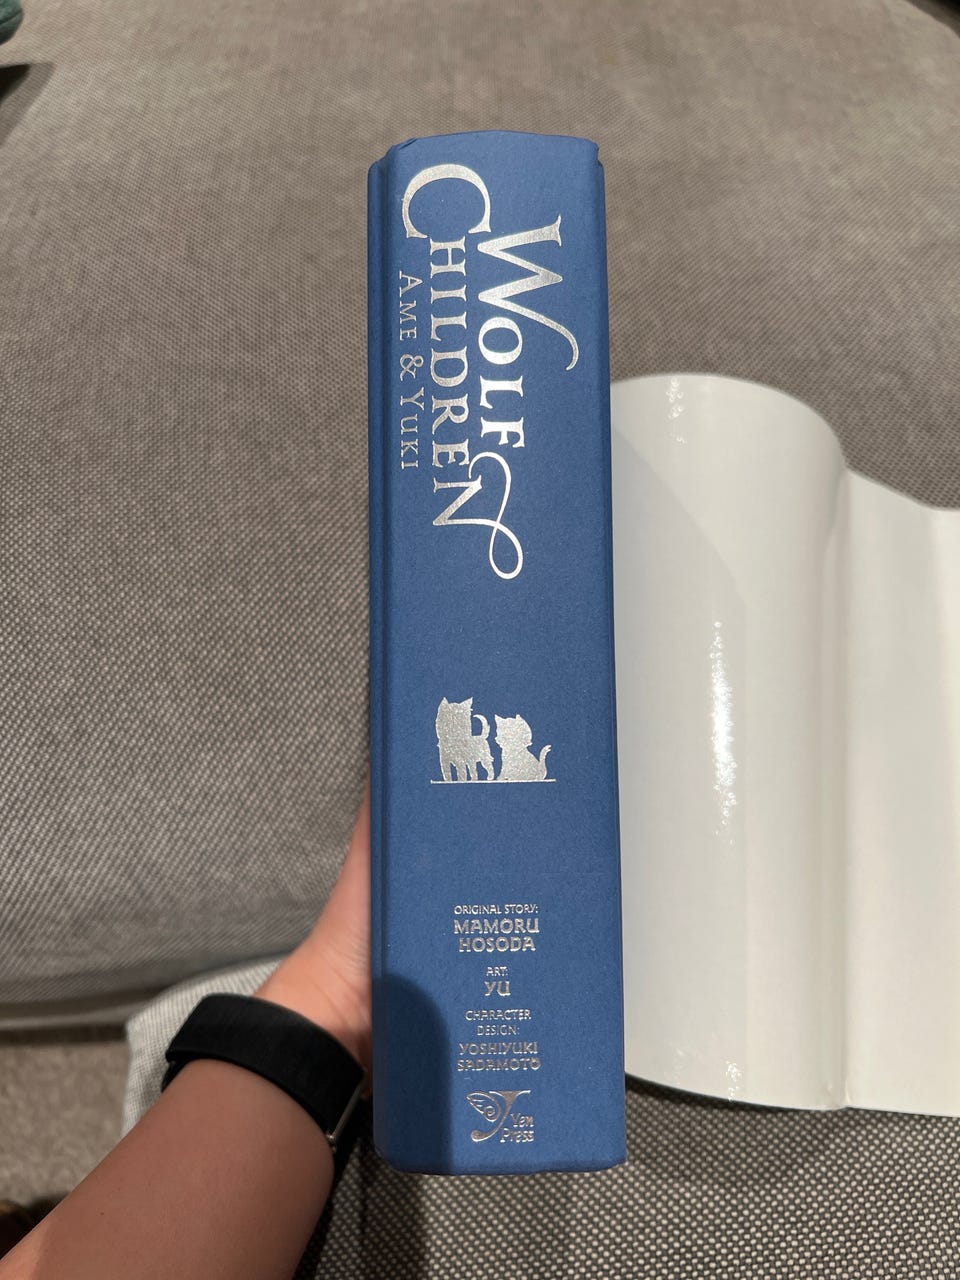 WOLF
CHILDREN
AME & YUKI
ORIGINAL STORY:
MAMORU
HOSODA
ART:
YU
CHARACTER
DESIGN:
YOSHIYUKI
SADAMOTO
Yen
Press